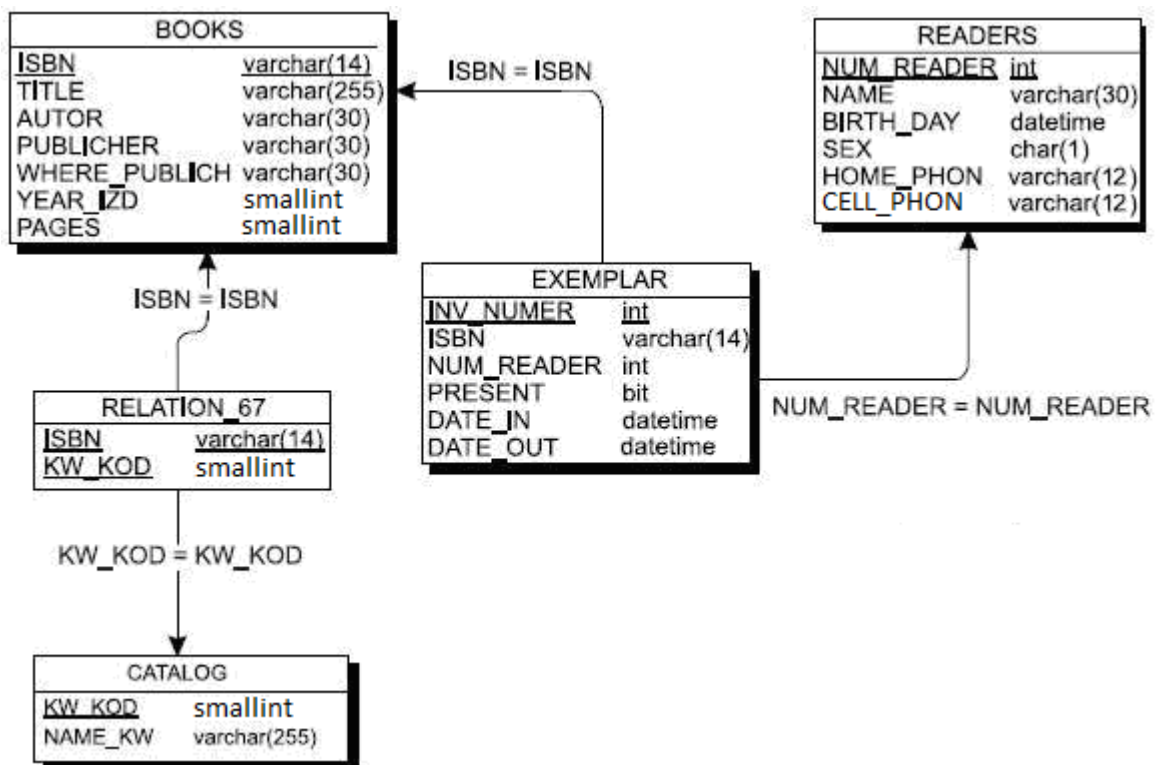 BOOKS
ISBN varchar(14)
TITLE varchar(255)
AUTOR varchar(30)
PUBLICHER varchar(30)
WHERE_PUBLICH varchar(30)
YEAR_IZD smallint
PAGES smallint
ISBN = ISBN
READERS
NUM_READER int
NAME varchar(30)
BIRTH_DAY datetime
SEX char(1)
HOME_PHON varchar(12)
CELL_PHON varchar(12)
ISBN = ISBN
EXEMPLAR
INV_NUMER int
ISBN varchar(14)
NUM_READER int
PRESENT bit
DATE_IN datetime
DATE_OUT datetime
NUM_READER = NUM_READER
RELATION_67
ISBN varchar(14)
KW_KOD smallint
KW_KOD = KW_KOD
CATALOG
KW_KOD smallint
NAME_KW varchar(255)